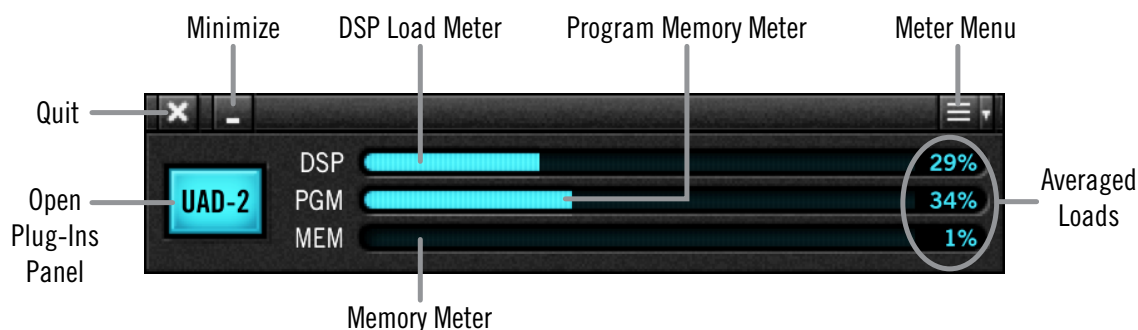 Minimize
DSP Load Meter
Program Memory Meter
Meter Menu
Quit
DSP
29%
UAD-2
PGM
34%
MEM
1%
Open
Plug-Ins
Panel
Averaged
Loads
Memory Meter